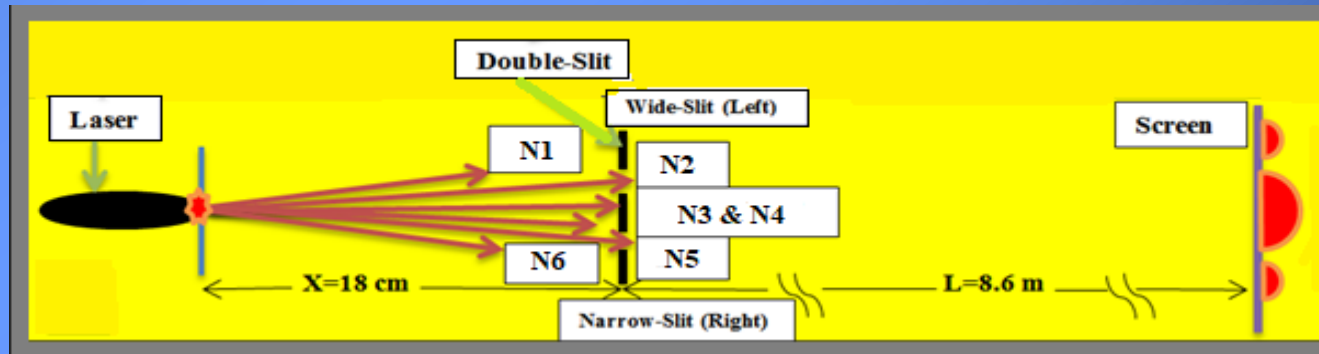 Double-Slit
Laser
Wide-Slit (Left)
Screen
N1
N2
N3 & N4
N6
N5
X=18 cm
L=8.6 m
Narrow-Slit (Right)